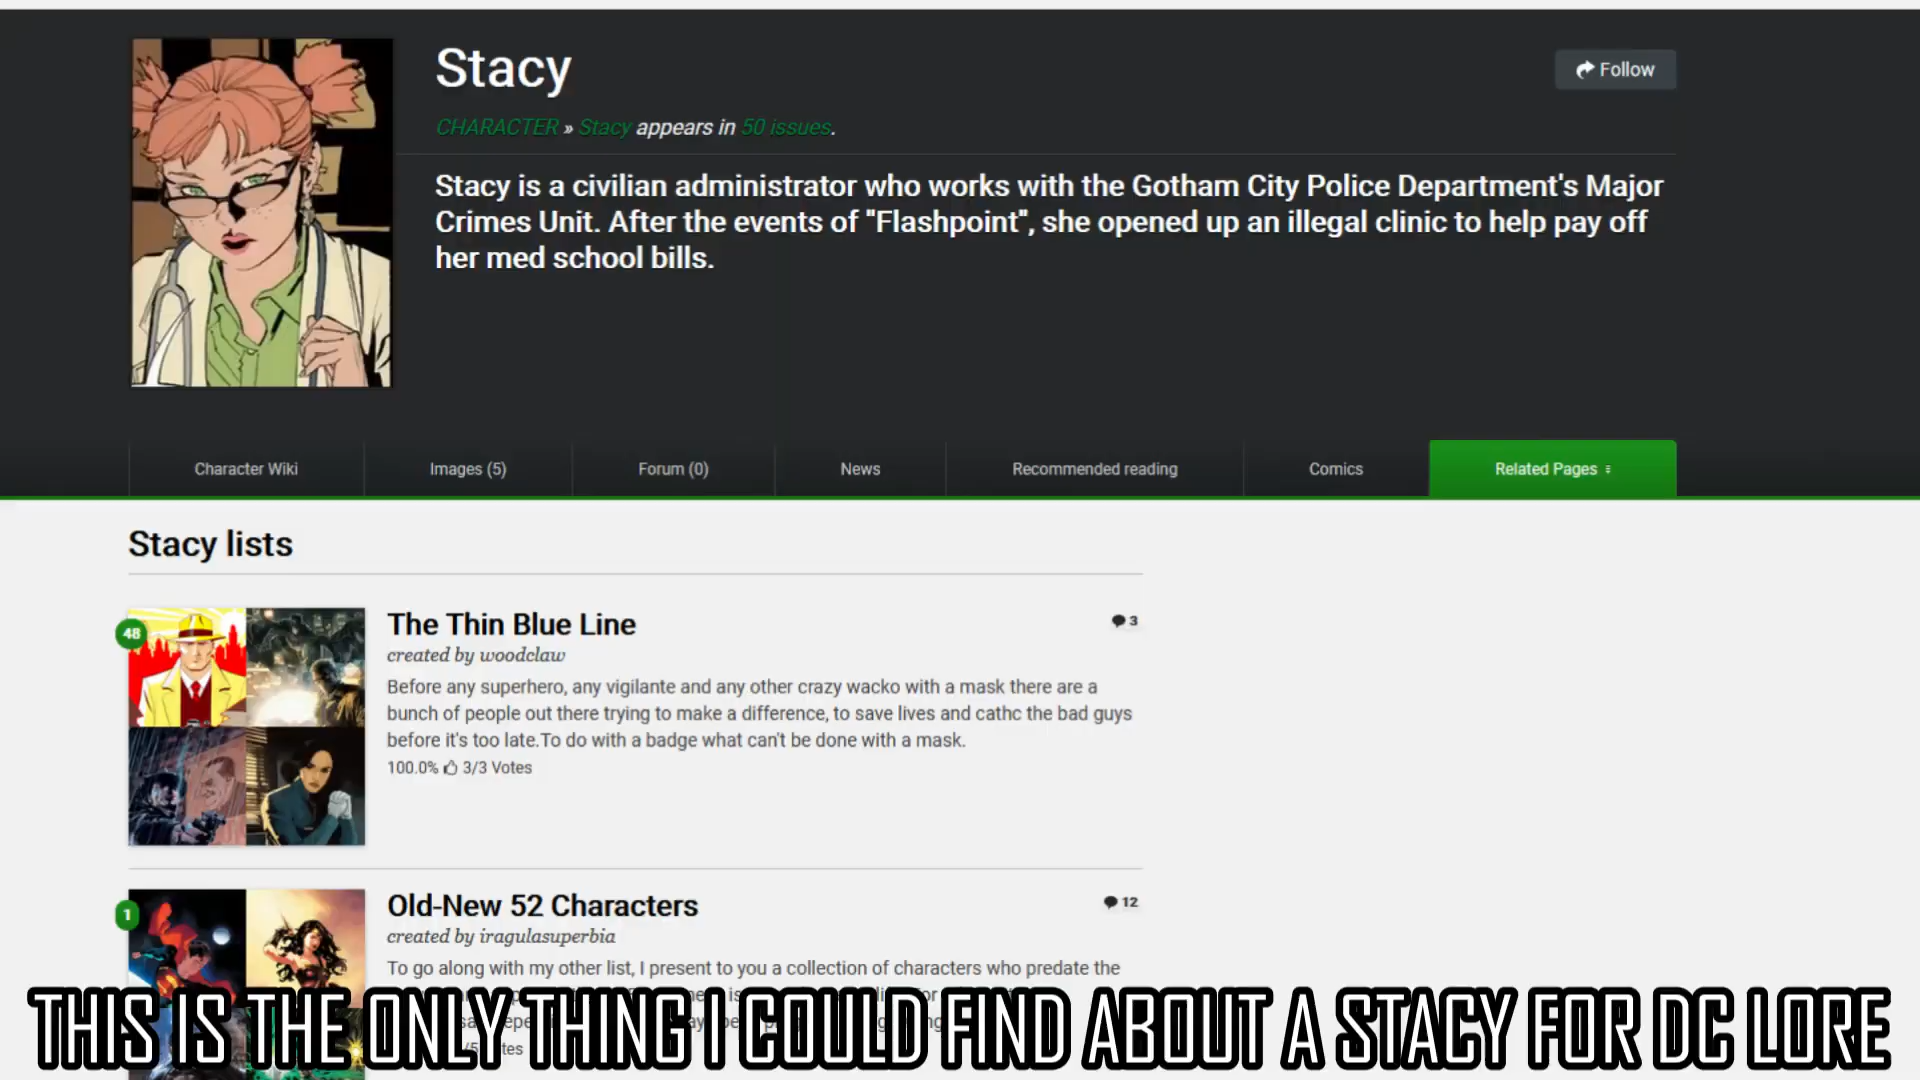 Stacy
Follow
CHARACTER » Stacy appears in 50 issues.
Stacy is a civilian administrator who works with the Gotham City Police Department's Major
Crimes Unit. After the events of "Flashpoint", she opened up an illegal clinic to help pay off
her med school bills.
Character Wiki
Images (5)
Forum (0)
News
Recommended reading
Comics
Related Pages
Stacy lists
48
The Thin Blue Line
3
created by woodclaw
Before any superhero, any vigilante and any other crazy wacko with a mask there are a
bunch of people out there trying to make a difference, to save lives and cathc the bad guys
before it's too late.To do with a badge what can't be done with a mask.
100.0% 3/3 Votes
1
Old-New 52 Characters
12
created by iragulasuperbia
To go along with my other list, I present to you a collection of characters who predate the
THIS IS THE ONLY THING I COULD FIND ABOUT A STACY FOR DC LORE